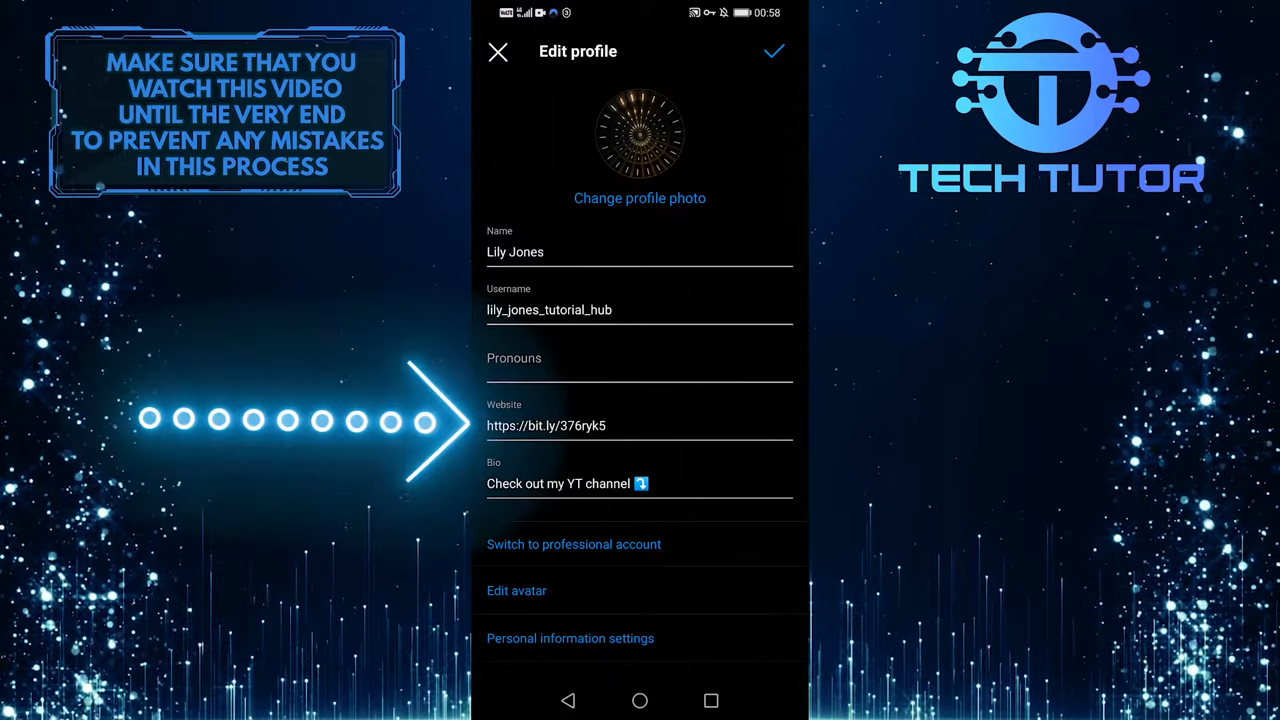 MAKE SURE THAT YOU
WATCH THIS VIDEO
UNTIL THE VERY END
TO PREVENT ANY MISTAKES
IN THIS PROCESS
00:58
Edit profile
Change profile photo
Name
Lily Jones
Username
lily_jones_tutorial_hub
Pronouns
Website
https://bit.ly/376ryk5
Bio
Check out my YT channel ⤵️
Switch to professional account
Edit avatar
Personal information settings
TECH TUTOR